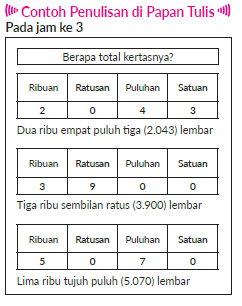 Contoh Penulisan di Papan Tulis
Pada jam ke 3
Berapa total kertasnya?
Ribuan Ratusan Puluhan Satuan
2 0 4 3
Dua ribu empat puluh tiga (2.043) lembar
Ribuan Ratusan Puluhan Satuan
3 9 0 0
Tiga ribu sembilan ratus (3.900) lembar
Ribuan Ratusan Puluhan Satuan
5 0 7 0
Lima ribu tujuh puluh (5.070) lembar